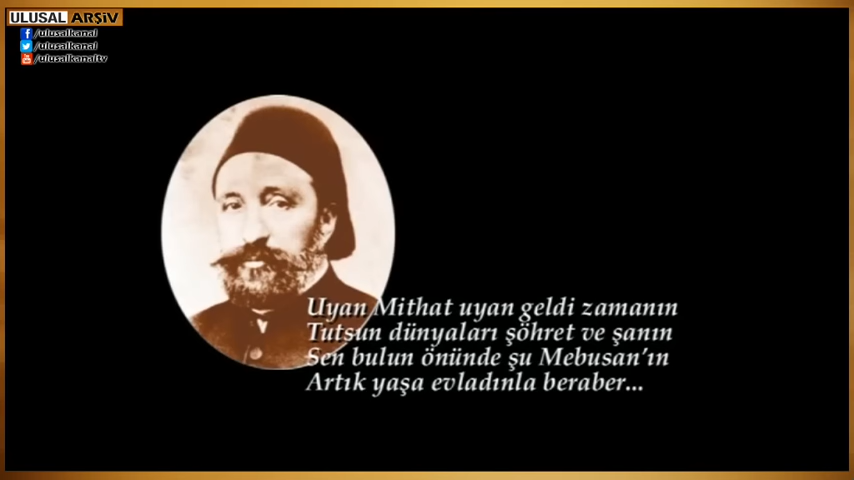 ULUSAL ARŞİV
/ulusalkanal
/ulusalkanal
/ulusalkanaltv
Uyan Mithat uyan geldi zamanın
Tutsun dünyaları şöhret ve şanın
Sen bulun önünde şu Mebusan'ın
Artık yaşa evladınla beraber...